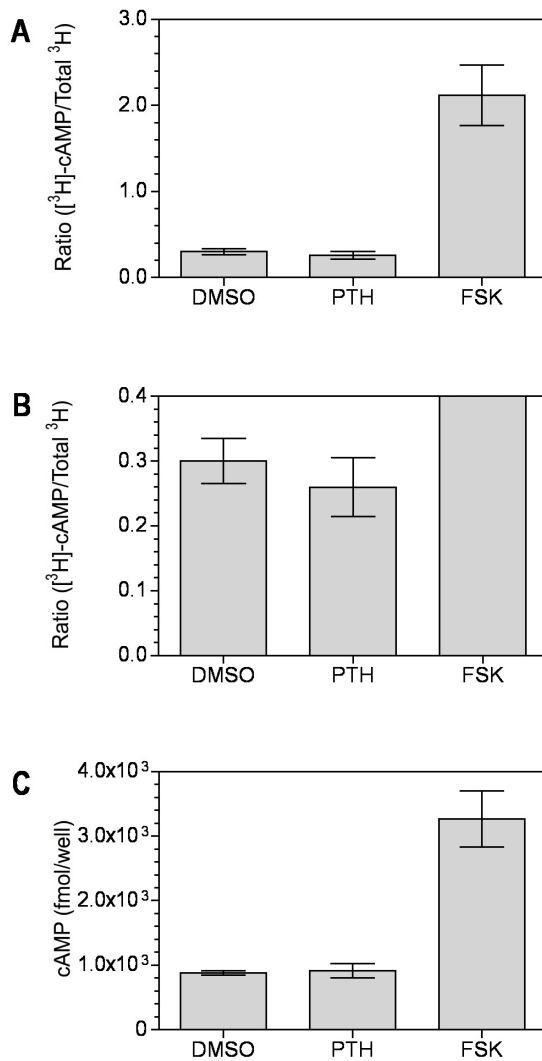 A
Ratio ([³H]-cAMP/Total ³H)
3.0
2.0
1.0
0.0
DMSO PTH FSK
B
Ratio ([³H]-cAMP/Total ³H)
0.4
0.3
0.2
0.1
0.0
DMSO PTH FSK
C
cAMP (fmol/well)
4.0x10³
3.0x10³
2.0x10³
1.0x10³
0
DMSO PTH FSK